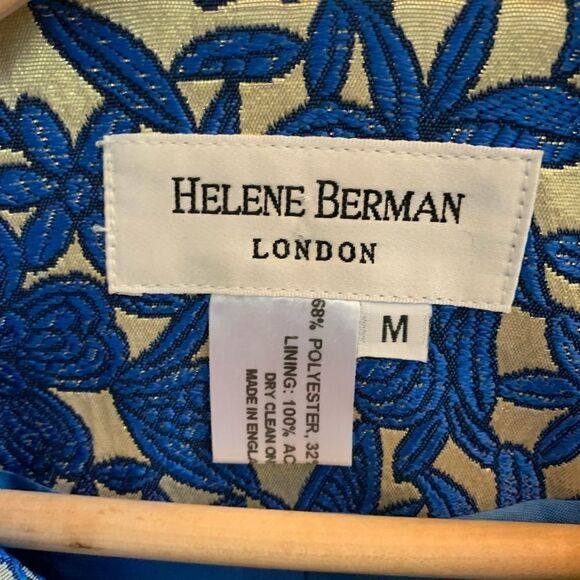 HELENE BERMAN
LONDON
M
68% POLYESTER, 32
LINING: 100% AC
DRY CLEAN ON
MADE IN ENGLA